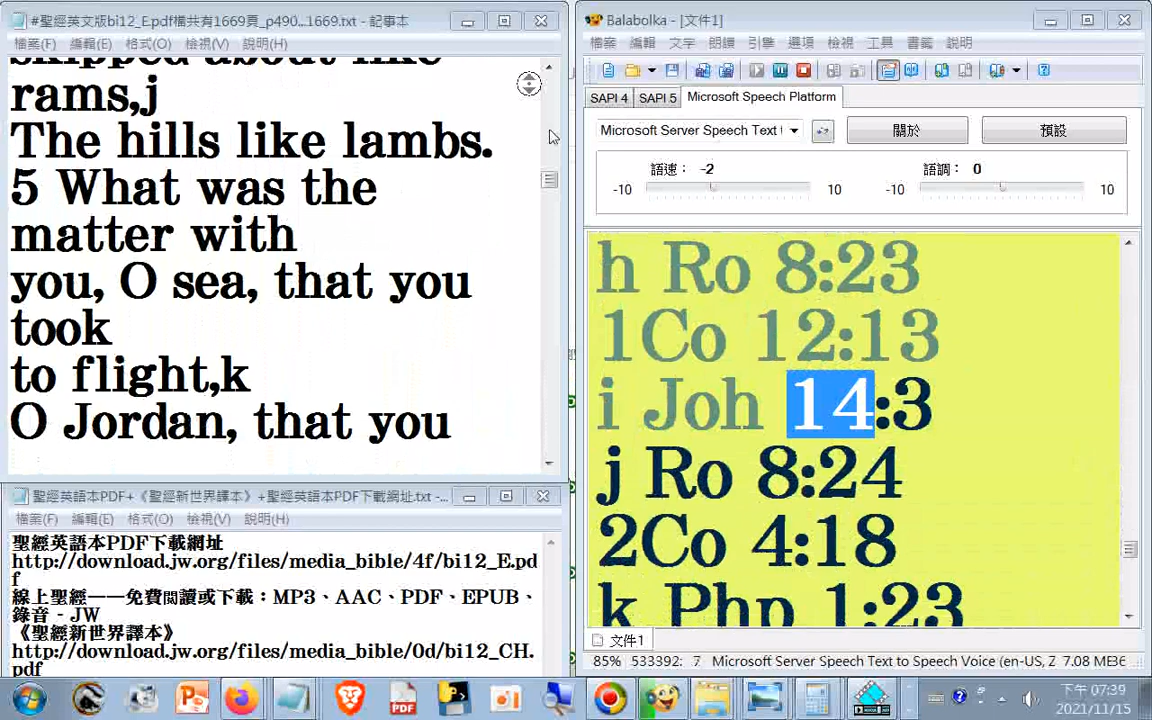 #聖經英文版bi12_E.pdf檔共有1669頁_p490...1669.txt - 記事本
檔案(F) 編輯(E) 格式(O) 檢視(V) 說明(H)
skipped about like
rams,j
The hills like lambs.
5 What was the
matter with
you, O sea, that you
took
to flight,k
O Jordan, that you
聖經英語本PDF+《聖經新世界譯本》+聖經英語本PDF下載網址.txt -...
檔案(F) 編輯(E) 格式(O) 檢視(V) 說明(H)
聖經英語本PDF下載網址
http://download.jw.org/files/media_bible/4f/bi12_E.pd
f
線上聖經——免費閱讀或下載：MP3、AAC、PDF、EPUB、
錄音 - JW
《聖經新世界譯本》
http://download.jw.org/files/media_bible/0d/bi12_CH.
pdf
Balabolka - [文件1]
檔案 編輯 文字 朗讀 引擎 選項 檢視 工具 書籤 說明
SAPI 4 SAPI 5 Microsoft Speech Platform
Microsoft Server Speech Text 關於 預設
語速： -2 語調： 0
-10 10 -10 10
h Ro 8:23
1Co 12:13
i Joh 14:3
j Ro 8:24
2Co 4:18
k Php 1:23
文件1
85% 533392: 7 Microsoft Server Speech Text to Speech Voice (en-US, Z 7.08 MB
PDF
下午 07:39
2021/11/15